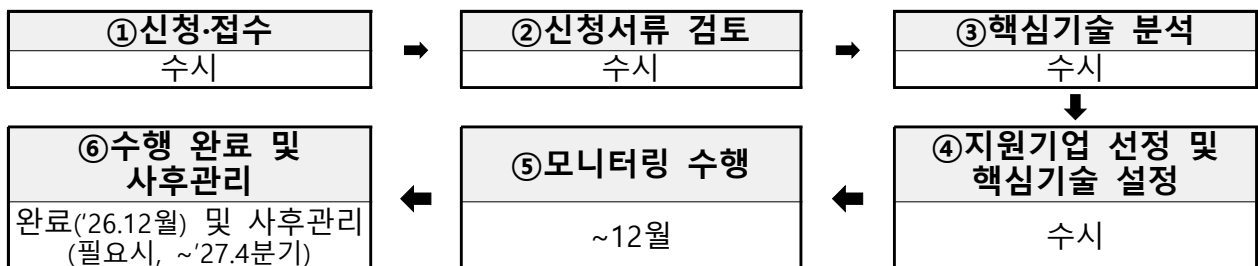 ①신청·접수
수시
②신청서류 검토
수시
③핵심기술 분석
수시
④지원기업 선정 및
핵심기술 설정
수시
⑤모니터링 수행
~12월
⑥수행 완료 및
사후관리
완료(‘26.12월) 및 사후관리
(필요시, ~’27.4분기)